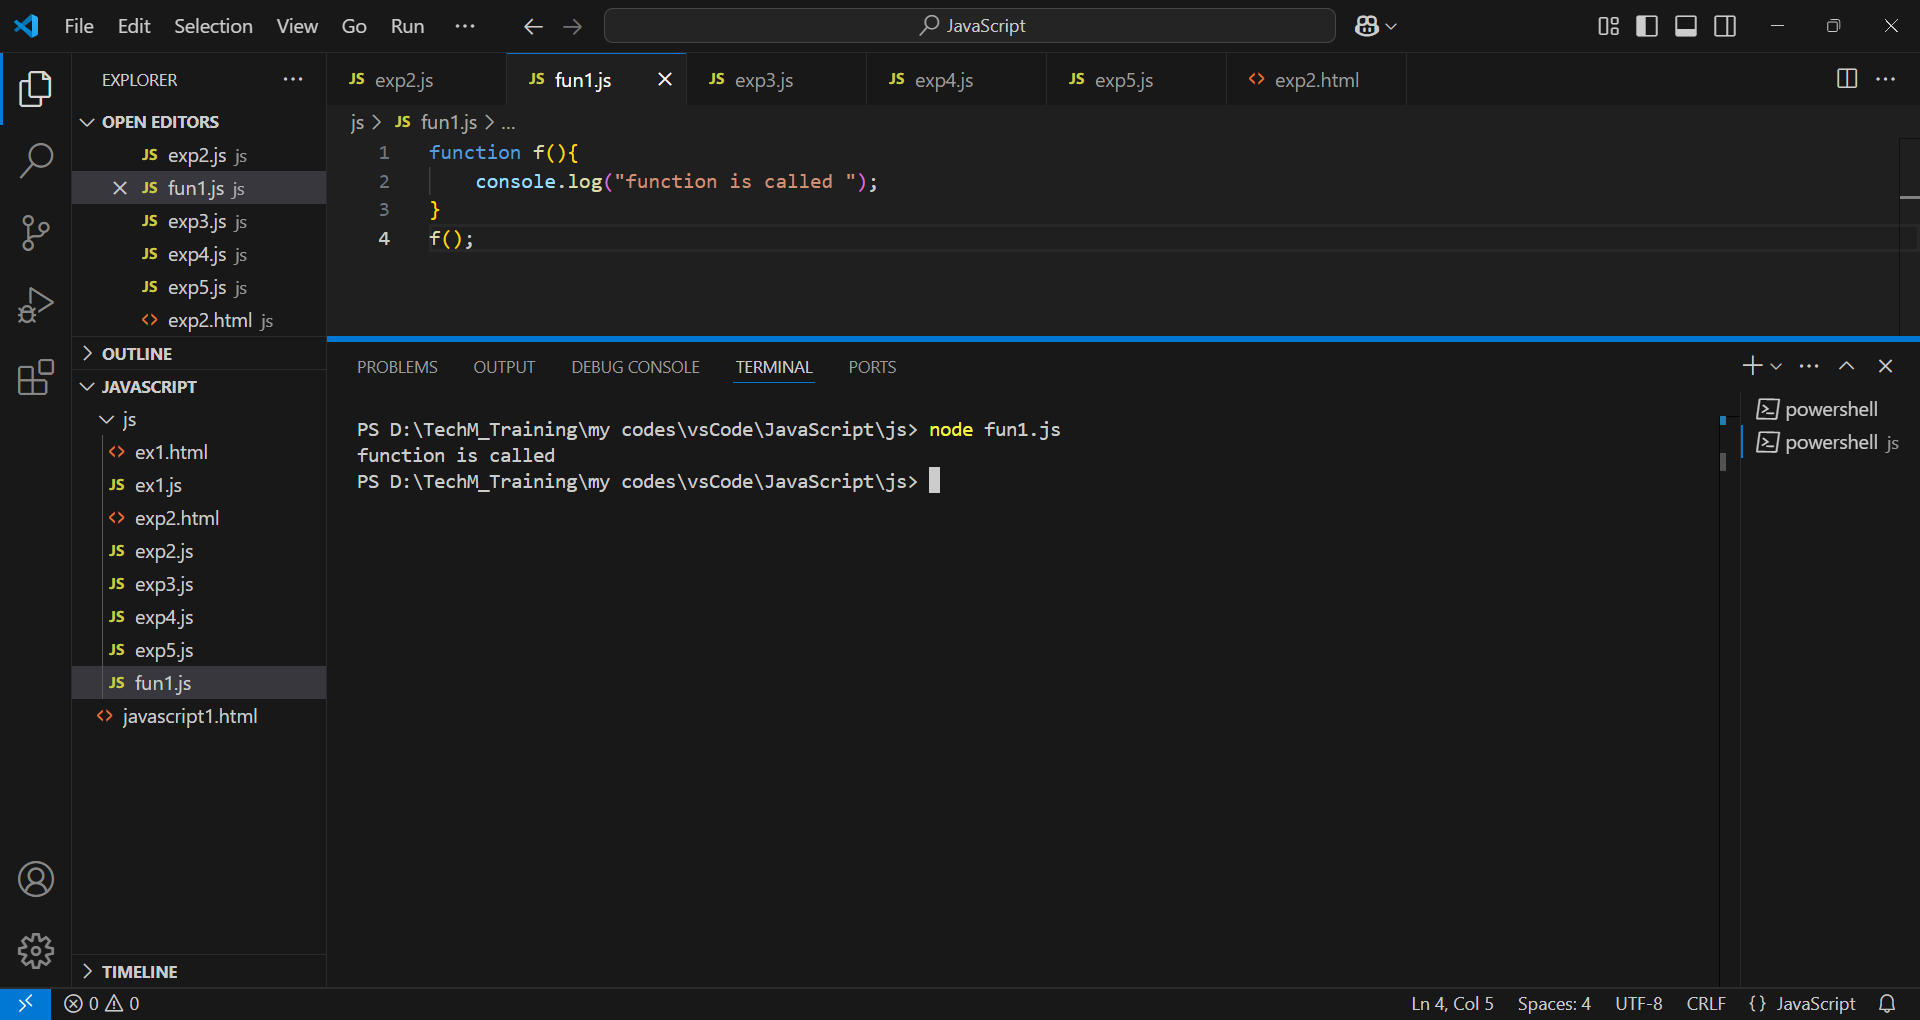 File Edit Selection View Go Run ··· JavaScript
EXPLORER ···
OPEN EDITORS
JS exp2.js js
JS fun1.js js
JS exp3.js js
JS exp4.js js
JS exp5.js js
<> exp2.html js
OUTLINE
JAVASCRIPT
js
<> ex1.html
JS ex1.js
<> exp2.html
JS exp2.js
JS exp3.js
JS exp4.js
JS exp5.js
JS fun1.js
<> javascript1.html
TIMELINE
JS exp2.js JS fun1.js JS exp3.js JS exp4.js JS exp5.js <> exp2.html
js > JS fun1.js > ...
1 function f(){
2     console.log("function is called ");
3 }
4 f();
PROBLEMS OUTPUT DEBUG CONSOLE TERMINAL PORTS
PS D:\TechM_Training\my codes\vsCode\JavaScript\js> node fun1.js
function is called
PS D:\TechM_Training\my codes\vsCode\JavaScript\js>
powershell
powershell js
0 0 Ln 4, Col 5 Spaces: 4 UTF-8 CRLF {} JavaScript